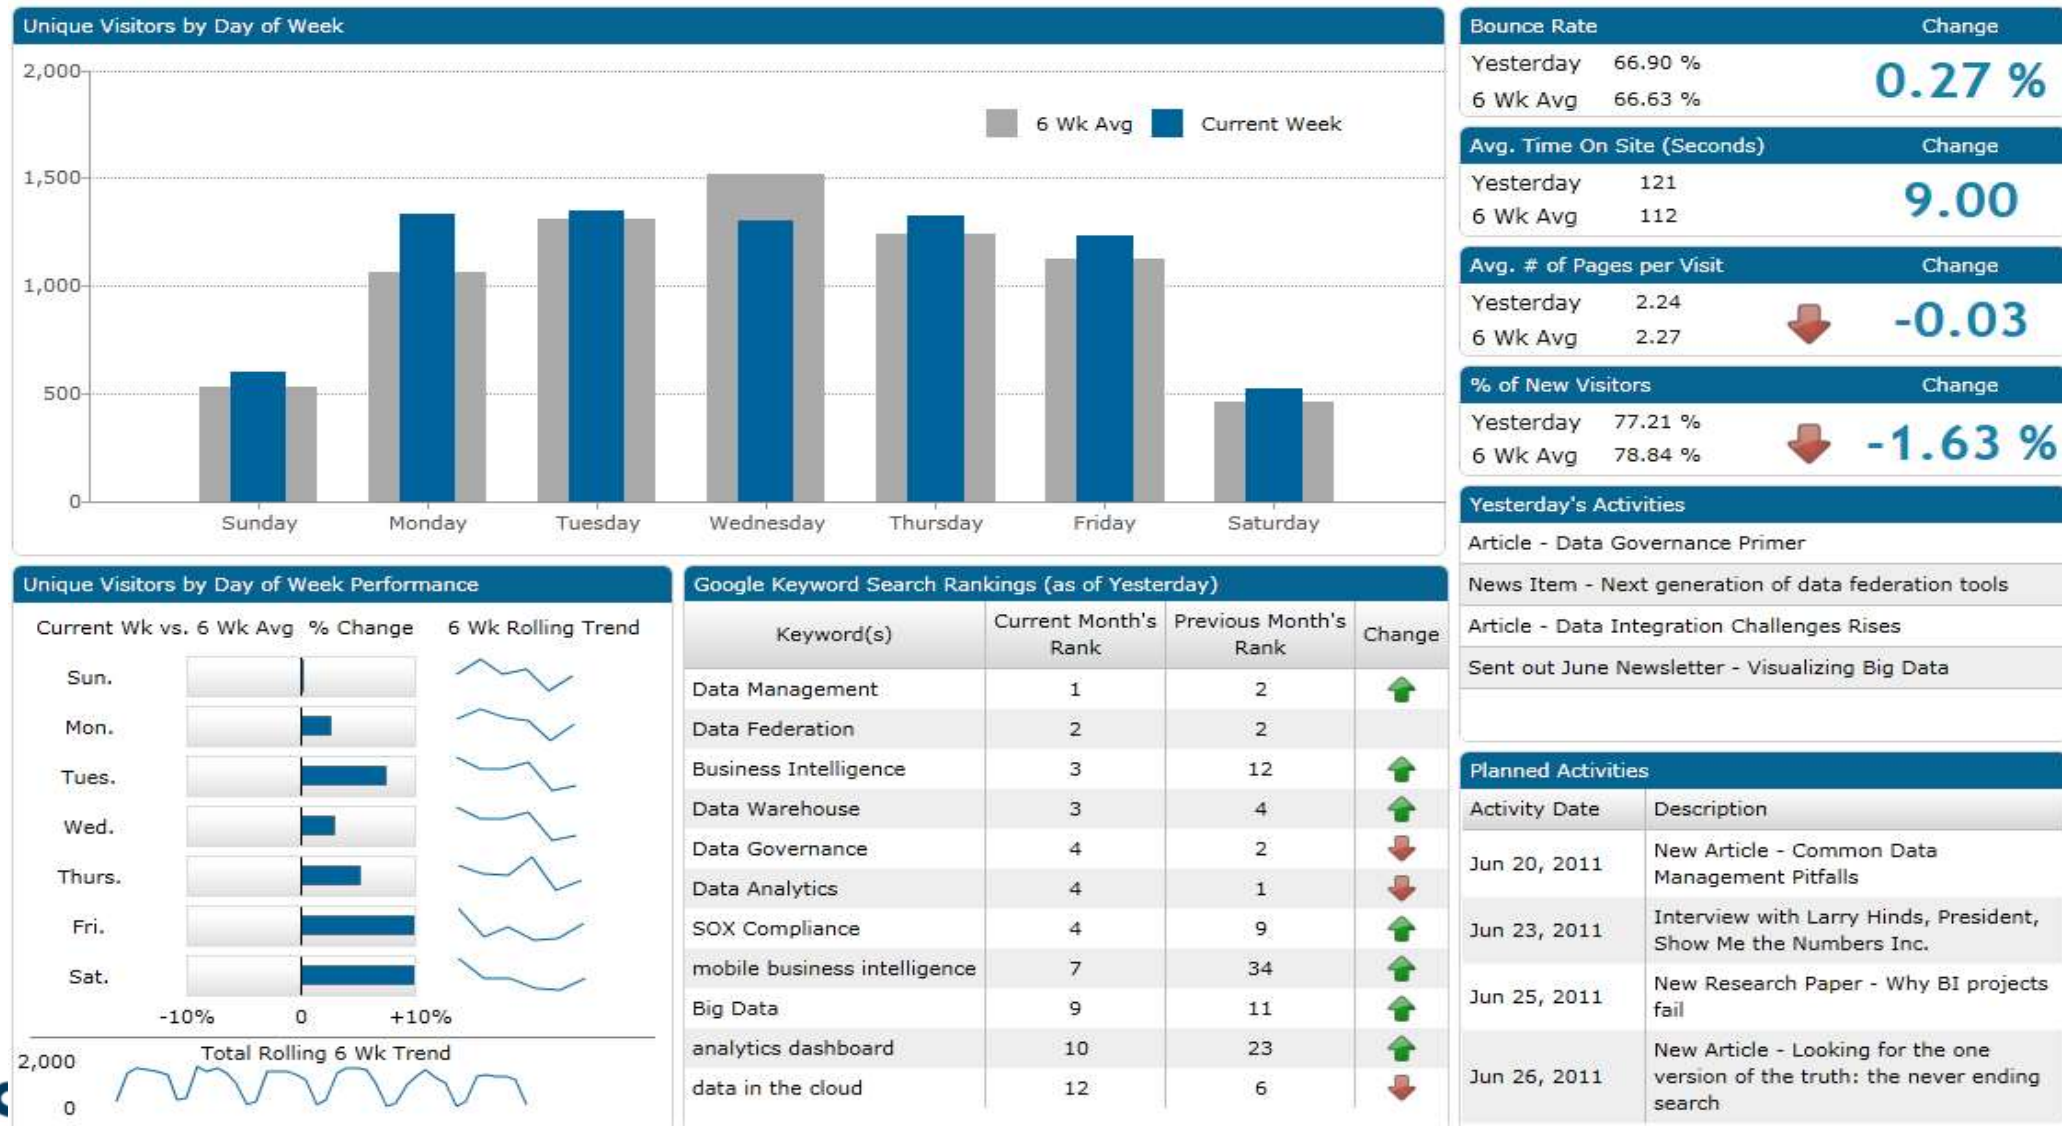 Unique Visitors by Day of Week
2,000
1,500
1,000
500
0
6 Wk Avg Current Week
Sunday Monday Tuesday Wednesday Thursday Friday Saturday
Unique Visitors by Day of Week Performance
Current Wk vs. 6 Wk Avg % Change 6 Wk Rolling Trend
Sun.
Mon.
Tues.
Wed.
Thurs.
Fri.
Sat.
-10% 0 +10%
Total Rolling 6 Wk Trend
2,000
0
Google Keyword Search Rankings (as of Yesterday)
Keyword(s) Current Month's Rank Previous Month's Rank Change
Data Management 1 2
Data Federation 2 2
Business Intelligence 3 12
Data Warehouse 3 4
Data Governance 4 2
Data Analytics 4 1
SOX Compliance 4 9
mobile business intelligence 7 34
Big Data 9 11
analytics dashboard 10 23
data in the cloud 12 6
Bounce Rate Change
Yesterday 66.90 %
0.27 %
6 Wk Avg 66.63 %
Avg. Time On Site (Seconds) Change
Yesterday 121
9.00
6 Wk Avg 112
Avg. # of Pages per Visit Change
Yesterday 2.24
-0.03
6 Wk Avg 2.27
% of New Visitors Change
Yesterday 77.21 %
-1.63 %
6 Wk Avg 78.84 %
Yesterday's Activities
Article - Data Governance Primer
News Item - Next generation of data federation tools
Article - Data Integration Challenges Rises
Sent out June Newsletter - Visualizing Big Data
Planned Activities
Activity Date Description
Jun 20, 2011 New Article - Common Data
Management Pitfalls
Jun 23, 2011 Interview with Larry Hinds, President,
Show Me the Numbers Inc.
Jun 25, 2011 New Research Paper - Why BI projects
fail
Jun 26, 2011 New Article - Looking for the one
version of the truth: the never ending
search